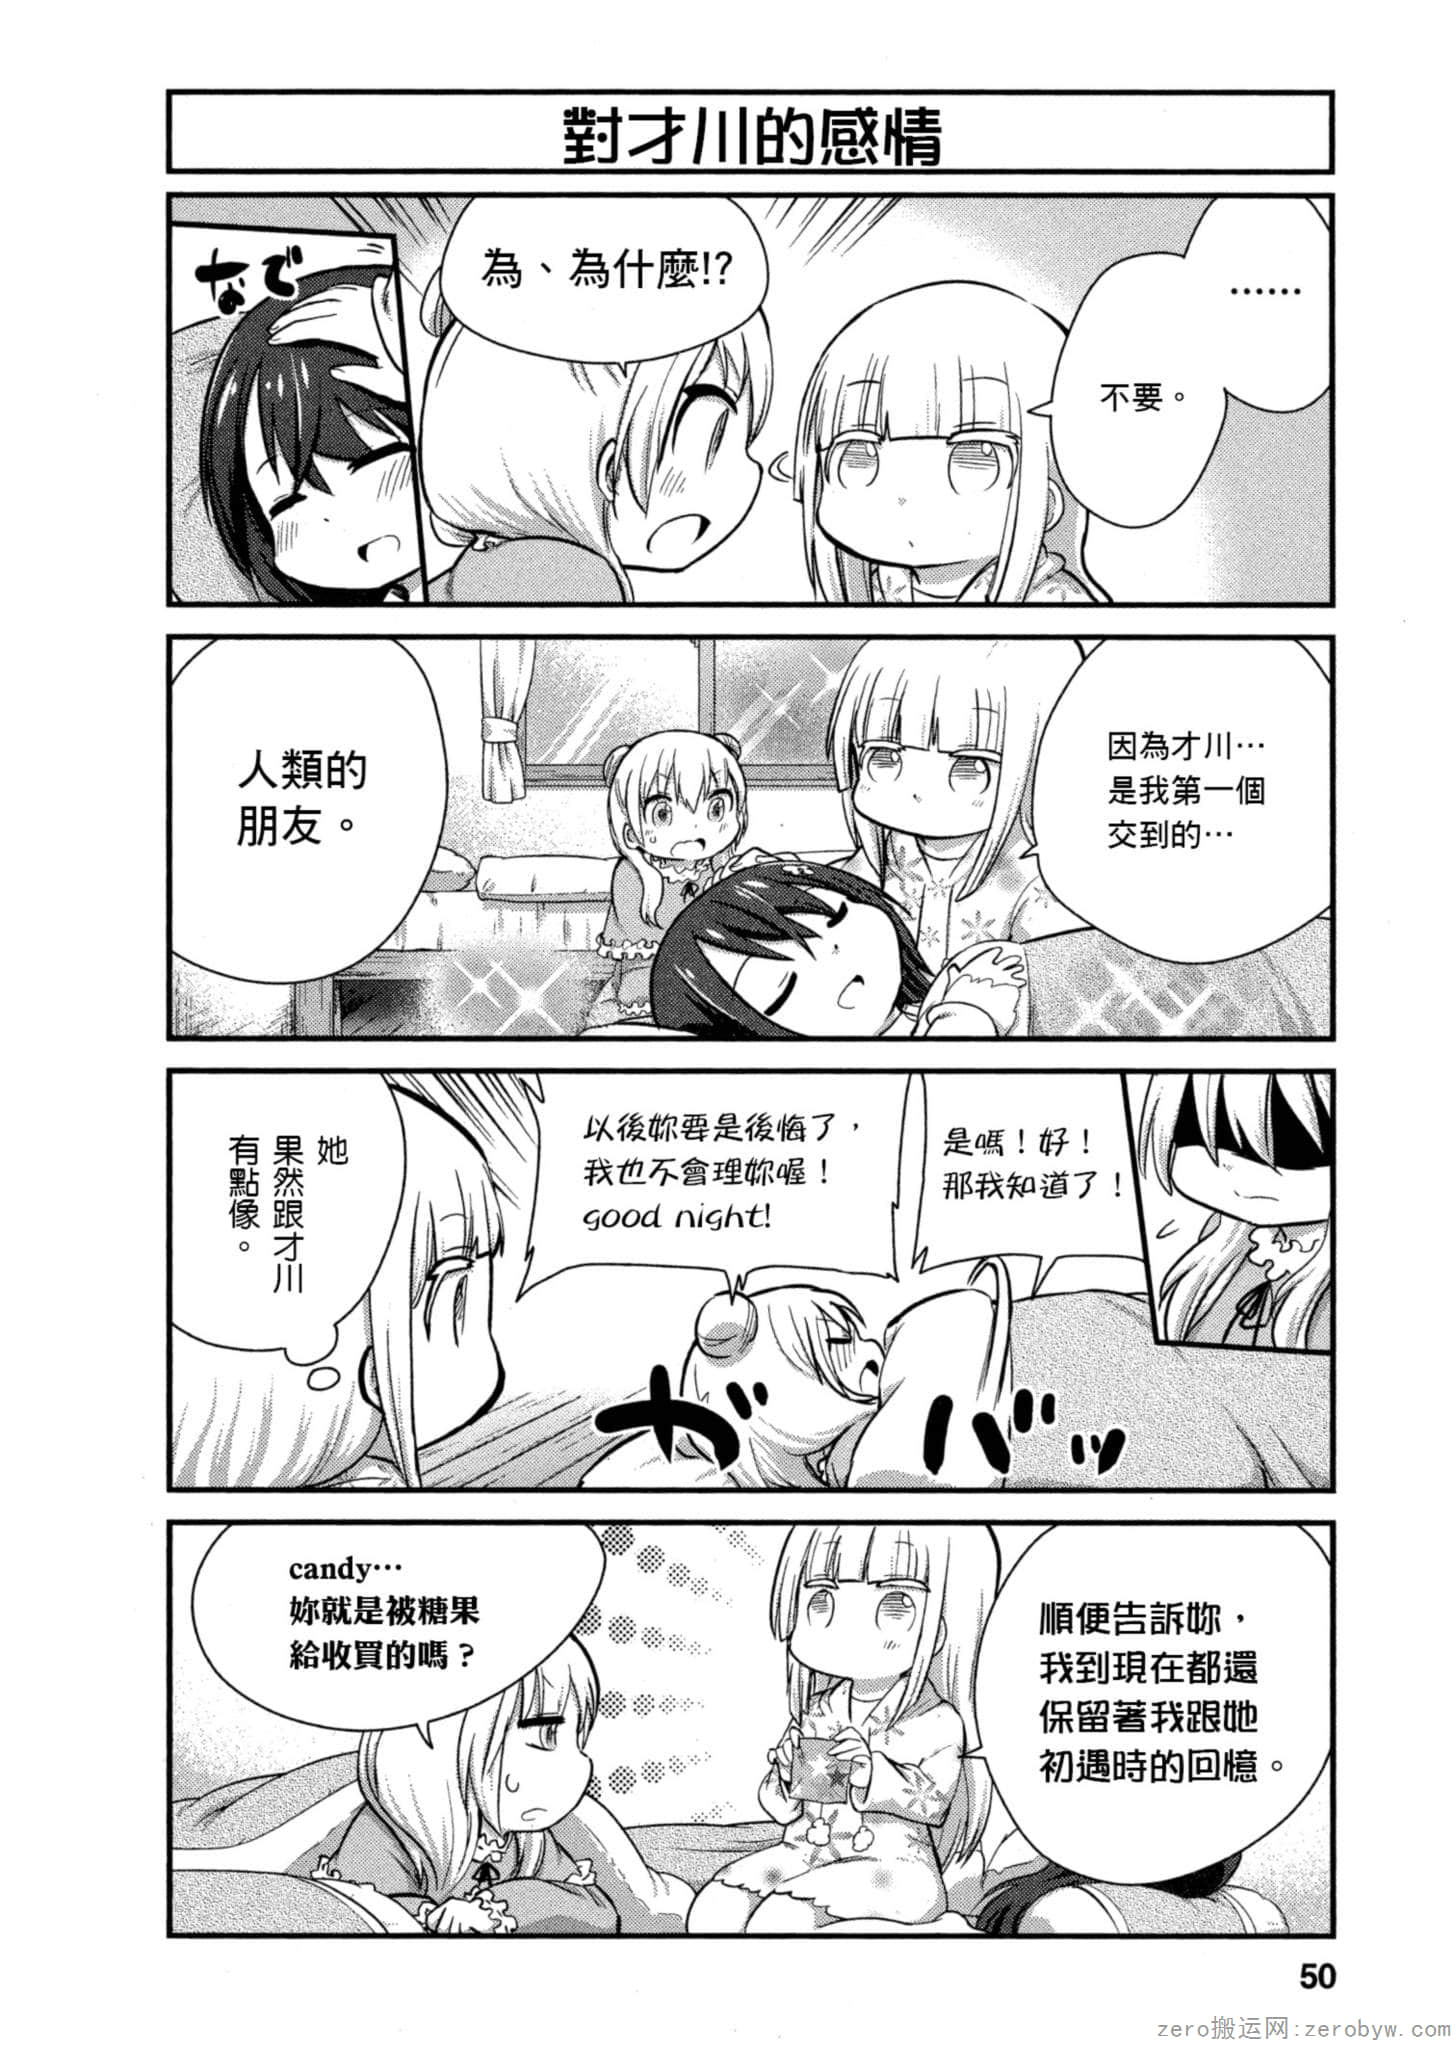 對才川的感情
……
不要。
為、為什麼!?
なで
因為才川…
是我第一個
交到的…
人類的
朋友。
是嗎！好！
那我知道了！
以後妳要是後悔了，
我也不會理妳喔！
good night!
ガバッ
她
果然跟才川
有點像。
順便告訴妳，
我到現在都還
保留著我跟她
初遇時的回憶。
candy…
妳就是被糖果
給收買的嗎？
50
zero搬运网:zerobyw.com